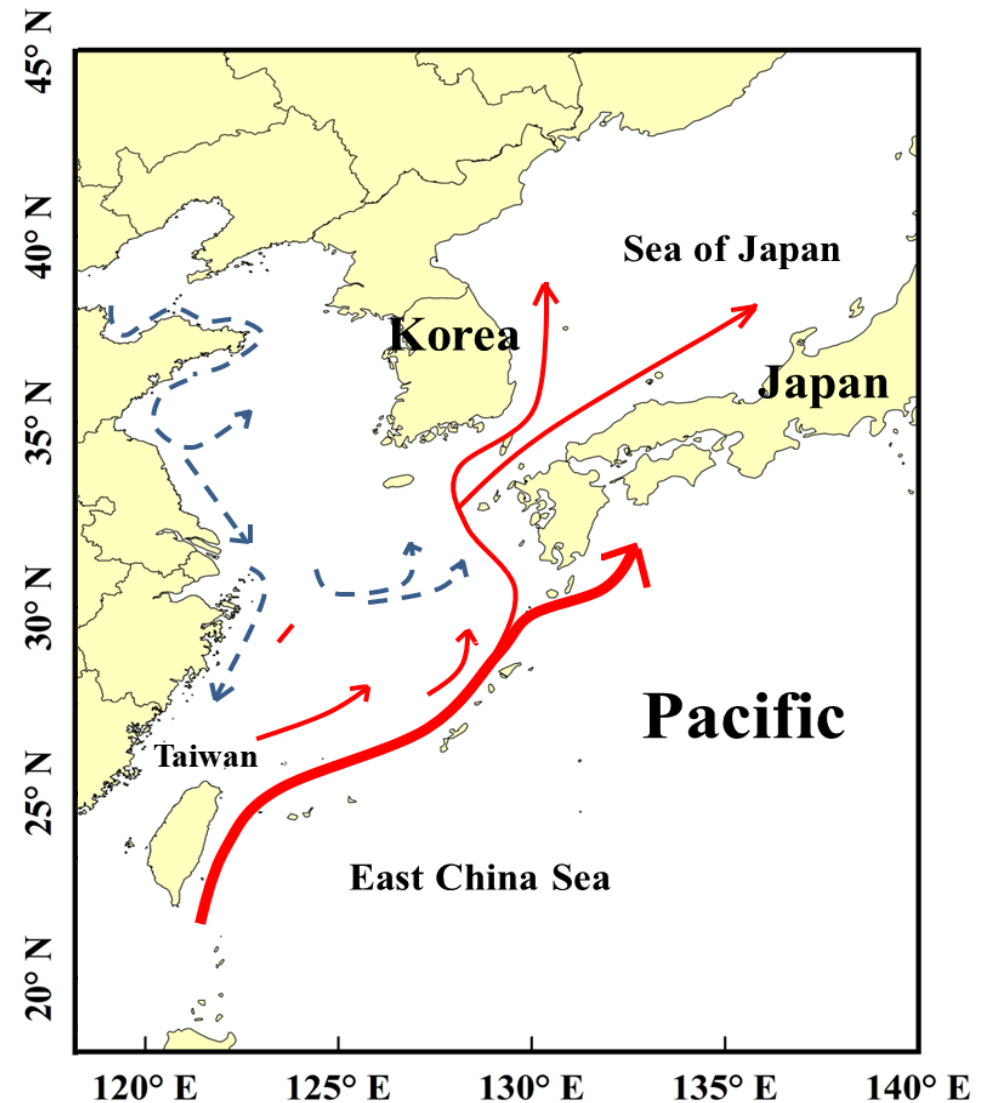 45° N
40° N
35° N
30° N
25° N
20° N
Sea of Japan
Korea
Japan
Pacific
Taiwan
East China Sea
120° E
125° E
130° E
135° E
140° E